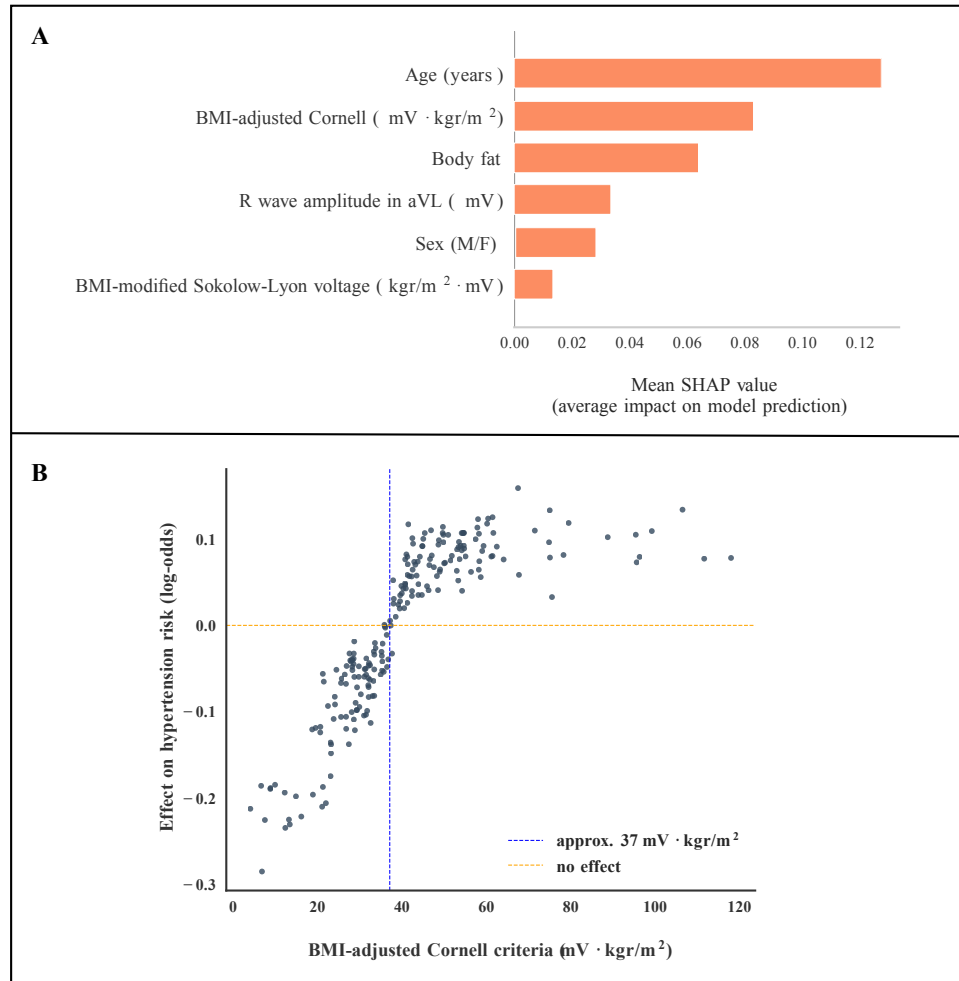 A
Age (years )
BMI-adjusted Cornell ( mV · kgr/m ²)
Body fat
R wave amplitude in aVL ( mV )
Sex (M/F)
BMI-modified Sokolow-Lyon voltage ( kgr/m ² · mV)
0.00 0.02 0.04 0.06 0.08 0.10 0.12
Mean SHAP value
(average impact on model prediction)
B
Effect on hypertension risk (log-odds)
0.1
0.0
−0.1
−0.2
−0.3
approx. 37 mV · kgr/m²
no effect
0 20 40 60 80 100 120
BMI-adjusted Cornell criteria (mV · kgr/m²)